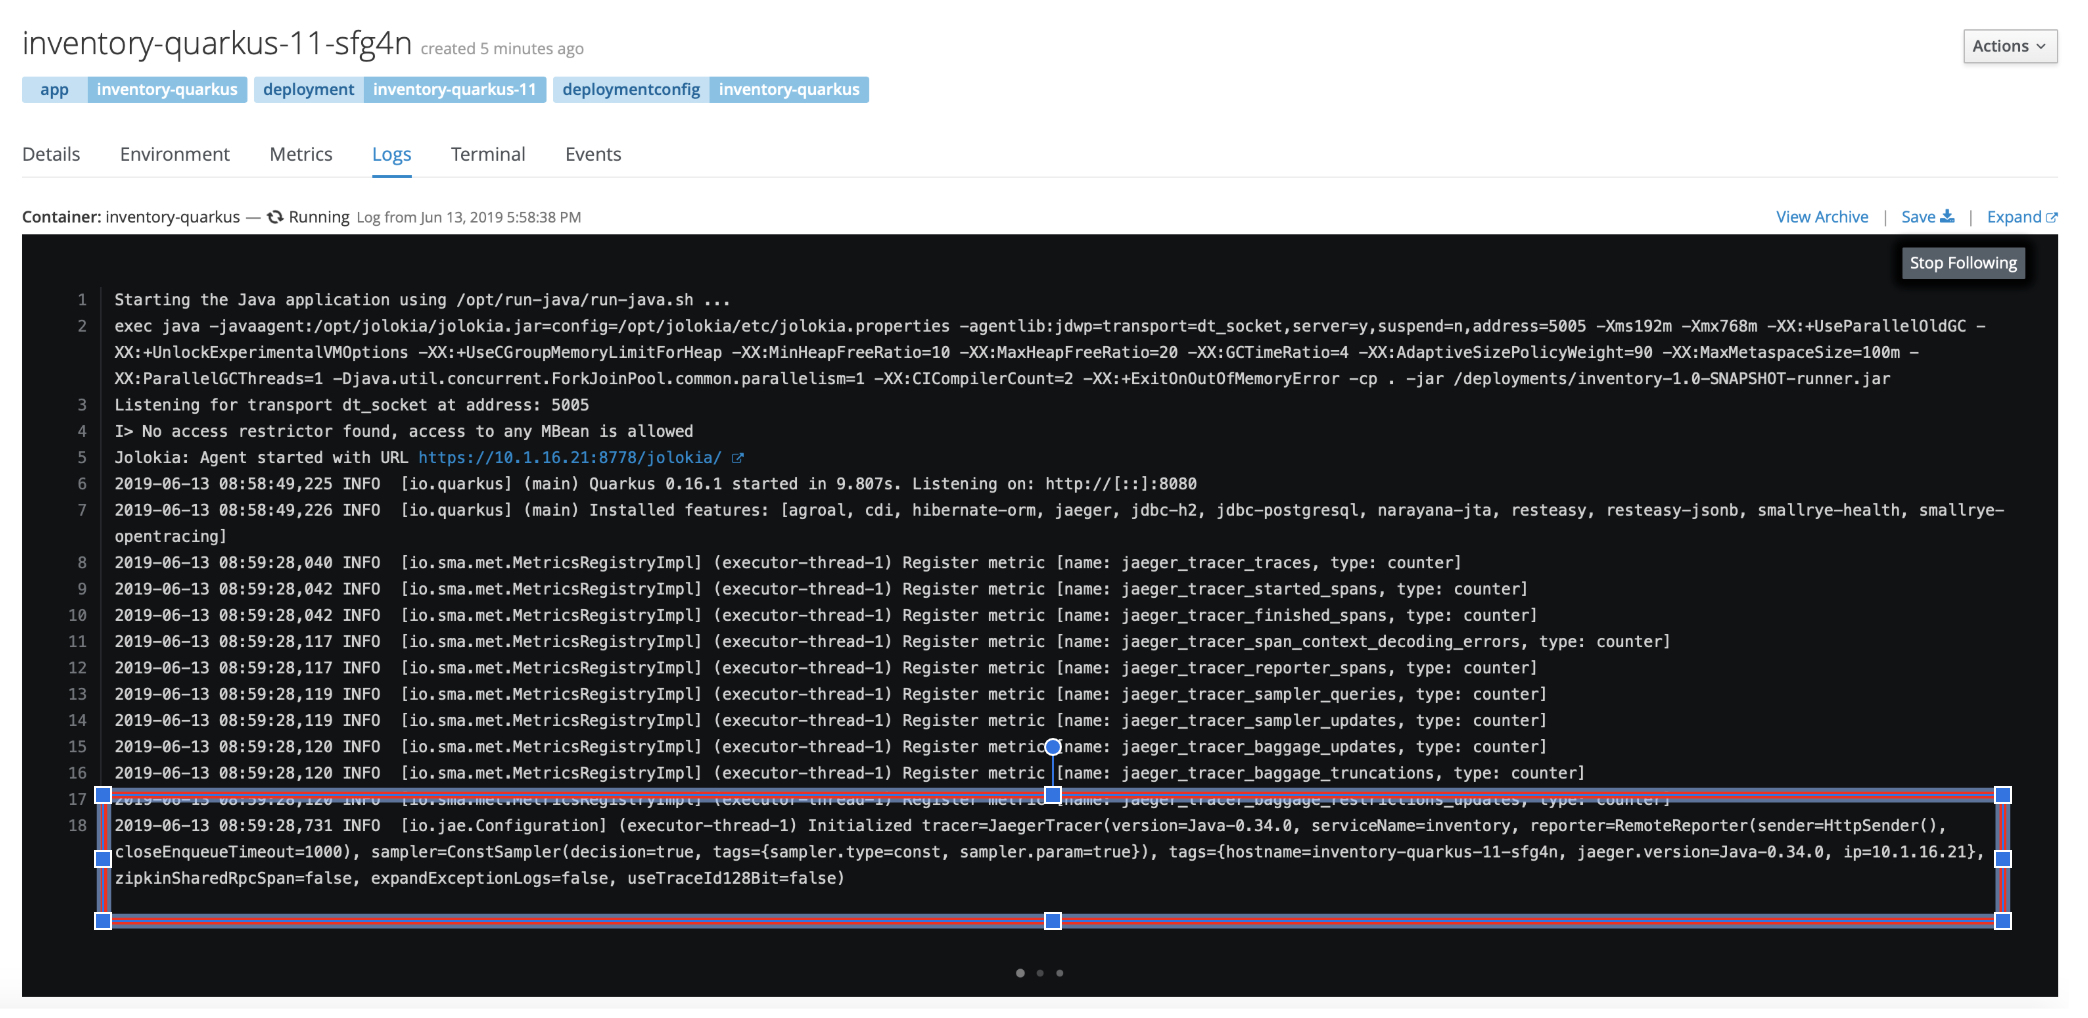 inventory-quarkus-11-sfg4n created 5 minutes ago
Actions
app inventory-quarkus deployment inventory-quarkus-11 deploymentconfig inventory-quarkus
Details Environment Metrics Logs Terminal Events
Container: inventory-quarkus — Running Log from Jun 13, 2019 5:58:38 PM
View Archive | Save | Expand
Stop Following
1 Starting the Java application using /opt/run-java/run-java.sh ...
2 exec java -javaagent:/opt/jolokia/jolokia.jar=config=/opt/jolokia/etc/jolokia.properties -agentlib:jdwp=transport=dt_socket,server=y,suspend=n,address=5005 -Xms192m -Xmx768m -XX:+UseParallelOldGC -
XX:+UnlockExperimentalVMOptions -XX:+UseCGroupMemoryLimitForHeap -XX:MinHeapFreeRatio=10 -XX:MaxHeapFreeRatio=20 -XX:GCTimeRatio=4 -XX:AdaptiveSizePolicyWeight=90 -XX:MaxMetaspaceSize=100m -
XX:ParallelGCThreads=1 -Djava.util.concurrent.ForkJoinPool.common.parallelism=1 -XX:CICompilerCount=2 -XX:+ExitOnOutOfMemoryError -cp . -jar /deployments/inventory-1.0-SNAPSHOT-runner.jar
3 Listening for transport dt_socket at address: 5005
4 I> No access restrictor found, access to any MBean is allowed
5 Jolokia: Agent started with URL https://10.1.16.21:8778/jolokia/
6 2019-06-13 08:58:49,225 INFO [io.quarkus] (main) Quarkus 0.16.1 started in 9.807s. Listening on: http://[::]:8080
7 2019-06-13 08:58:49,226 INFO [io.quarkus] (main) Installed features: [agroal, cdi, hibernate-orm, jaeger, jdbc-h2, jdbc-postgresql, narayana-jta, resteasy, resteasy-jsonb, smallrye-health, smallrye-
opentracing]
8 2019-06-13 08:59:28,040 INFO [io.sma.met.MetricsRegistryImpl] (executor-thread-1) Register metric [name: jaeger_tracer_traces, type: counter]
9 2019-06-13 08:59:28,042 INFO [io.sma.met.MetricsRegistryImpl] (executor-thread-1) Register metric [name: jaeger_tracer_started_spans, type: counter]
10 2019-06-13 08:59:28,042 INFO [io.sma.met.MetricsRegistryImpl] (executor-thread-1) Register metric [name: jaeger_tracer_finished_spans, type: counter]
11 2019-06-13 08:59:28,117 INFO [io.sma.met.MetricsRegistryImpl] (executor-thread-1) Register metric [name: jaeger_tracer_span_context_decoding_errors, type: counter]
12 2019-06-13 08:59:28,117 INFO [io.sma.met.MetricsRegistryImpl] (executor-thread-1) Register metric [name: jaeger_tracer_reporter_spans, type: counter]
13 2019-06-13 08:59:28,119 INFO [io.sma.met.MetricsRegistryImpl] (executor-thread-1) Register metric [name: jaeger_tracer_sampler_queries, type: counter]
14 2019-06-13 08:59:28,119 INFO [io.sma.met.MetricsRegistryImpl] (executor-thread-1) Register metric [name: jaeger_tracer_sampler_updates, type: counter]
15 2019-06-13 08:59:28,120 INFO [io.sma.met.MetricsRegistryImpl] (executor-thread-1) Register metric [name: jaeger_tracer_baggage_updates, type: counter]
16 2019-06-13 08:59:28,120 INFO [io.sma.met.MetricsRegistryImpl] (executor-thread-1) Register metric [name: jaeger_tracer_baggage_truncations, type: counter]
17 2019-06-13 08:59:28,120 INFO [io.sma.met.MetricsRegistryImpl] (executor-thread-1) Register metric [name: jaeger_tracer_baggage_restrictions_updates, type: counter]
18 2019-06-13 08:59:28,731 INFO [io.jae.Configuration] (executor-thread-1) Initialized tracer=JaegerTracer(version=Java-0.34.0, serviceName=inventory, reporter=RemoteReporter(sender=HttpSender(),
closeEnqueueTimeout=1000), sampler=ConstSampler(decision=true, tags={sampler.type=const, sampler.param=true}), tags={hostname=inventory-quarkus-11-sfg4n, jaeger.version=Java-0.34.0, ip=10.1.16.21},
zipkinSharedRpcSpan=false, expandExceptionLogs=false, useTraceId128Bit=false)